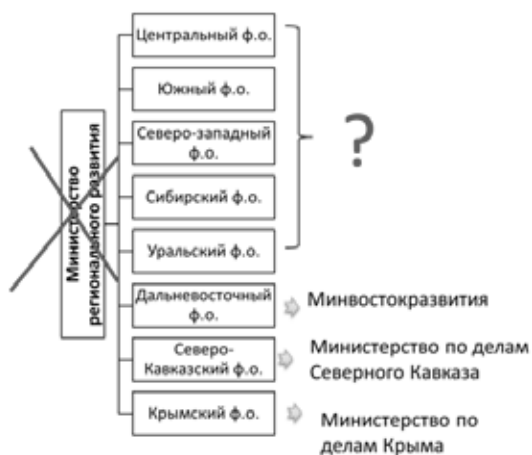 Министерство
регионального развития
Центральный ф.о.
Южный ф.о.
Северо-западный
ф.о.
Сибирский ф.о.
Уральский ф.о.
Дальневосточный
ф.о.
Северо-
Кавказский ф.о.
Крымский ф.о.
?
Минвостокразвития
Министерство по делам
Северного Кавказа
Министерство по
делам Крыма